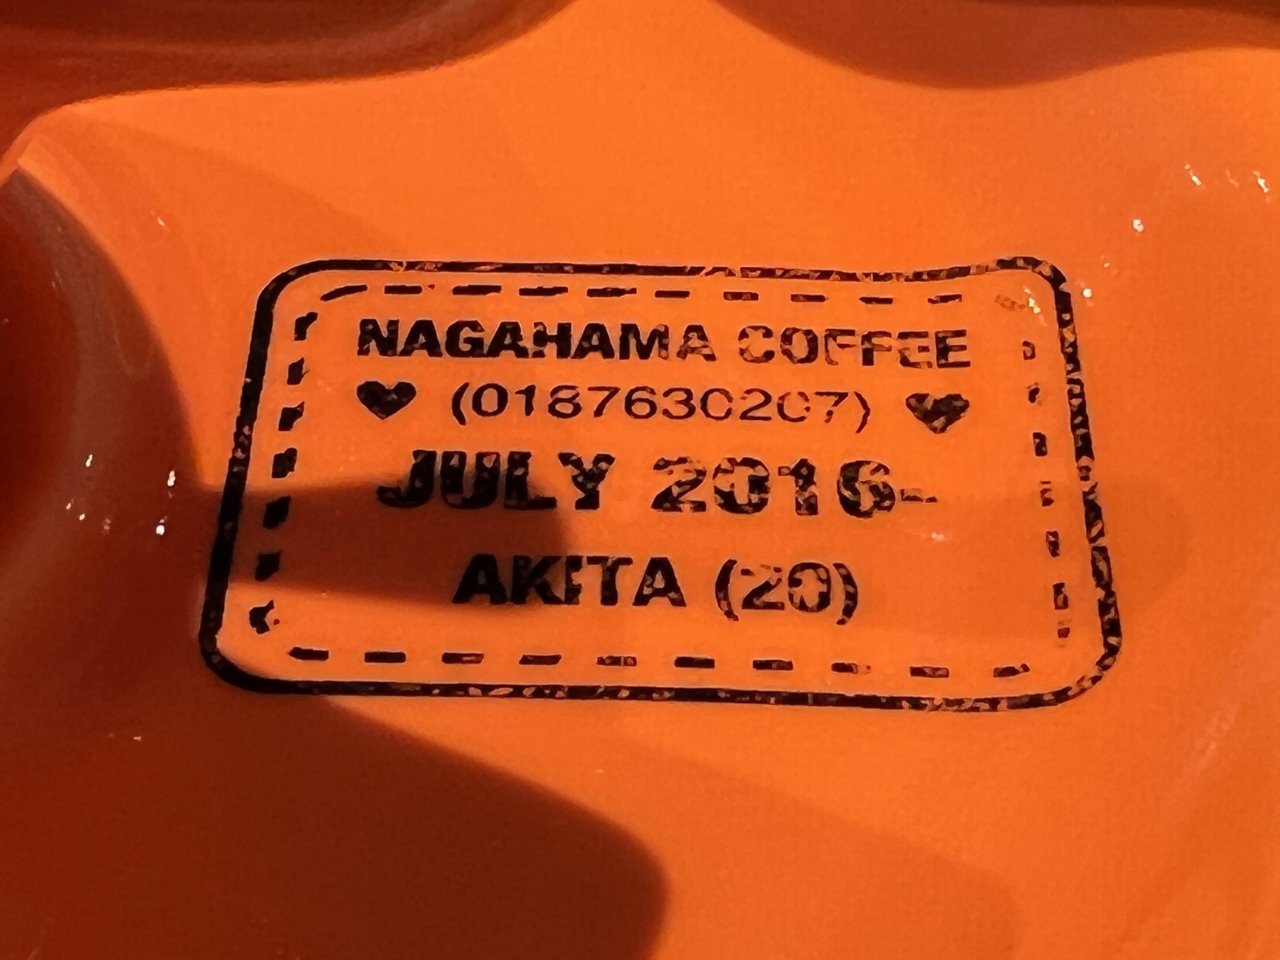 NAGAHAMA COFFEE
♥ (0187630207) ♥
JULY 2016-
AKITA (20)